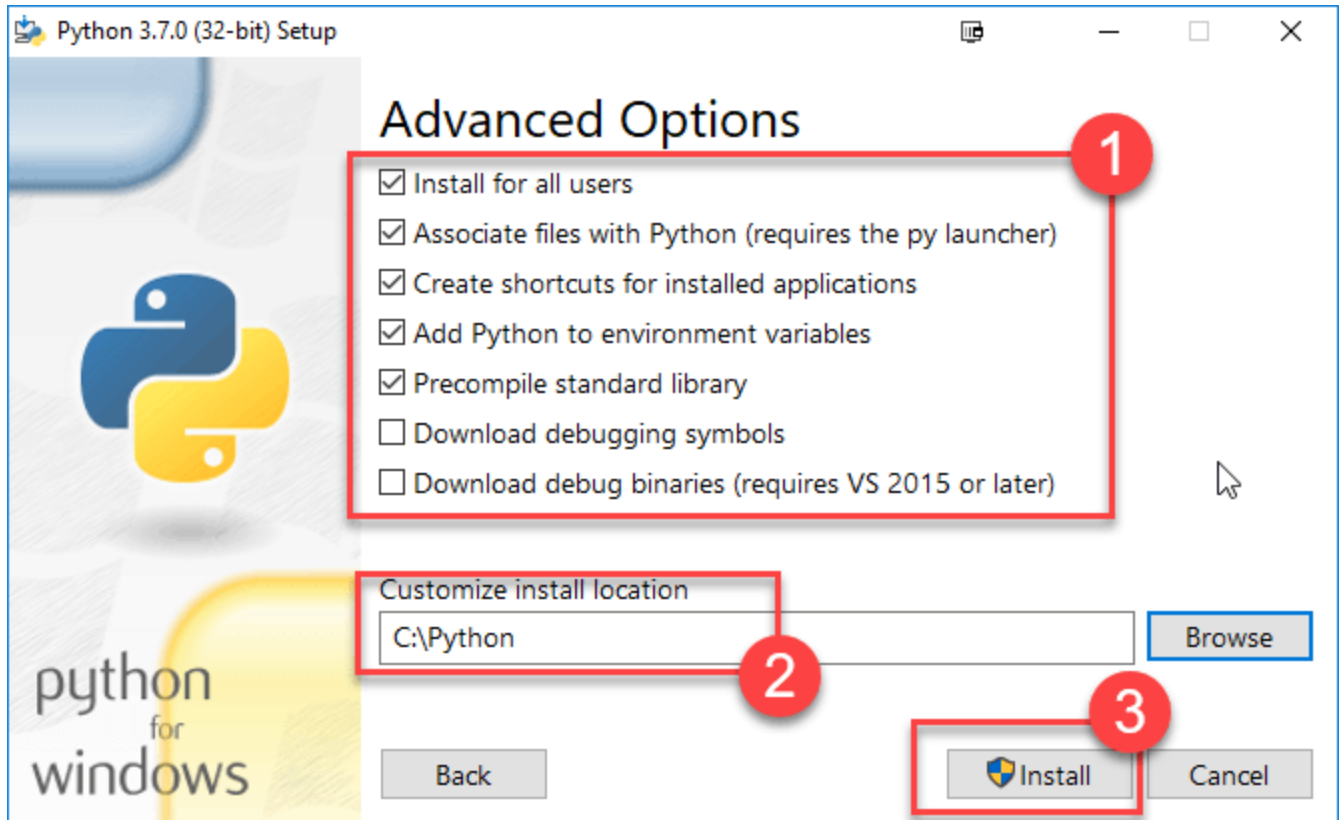 Python 3.7.0 (32-bit) Setup
Advanced Options
1
Install for all users
Associate files with Python (requires the py launcher)
Create shortcuts for installed applications
Add Python to environment variables
Precompile standard library
Download debugging symbols
Download debug binaries (requires VS 2015 or later)
Customize install location
C:\Python
Browse
2
python
for
windows
3
Back
Install
Cancel